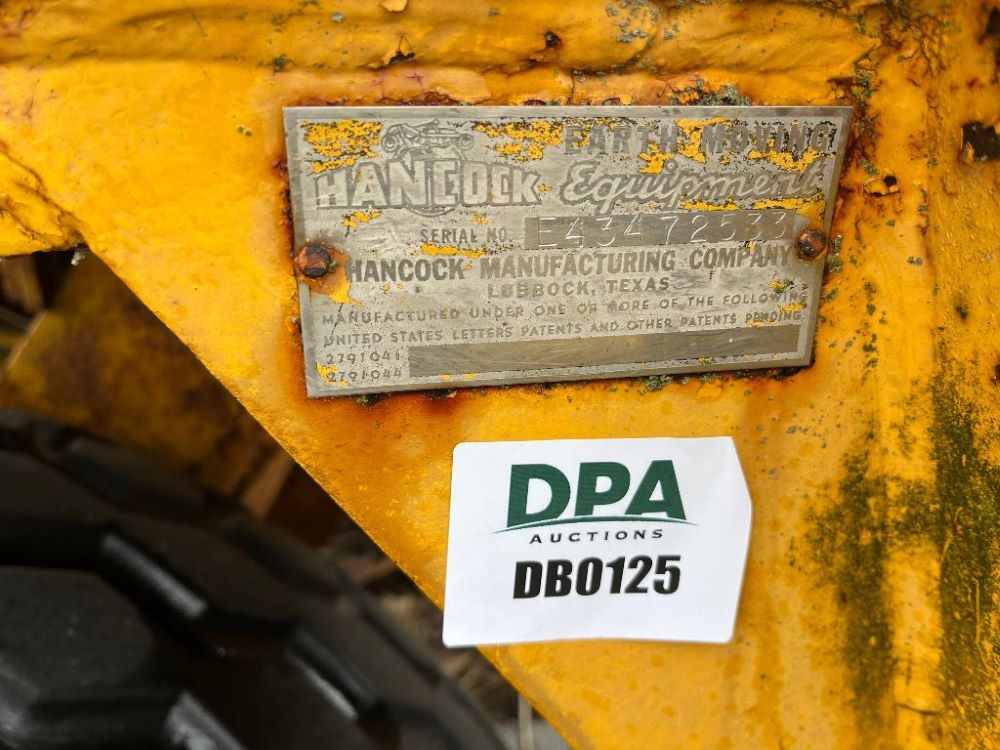 EARTH MOVING
HANCOCK Equipment
SERIAL NO E43472533
HANCOCK MANUFACTURING COMPANY
LUBBOCK, TEXAS
MANUFACTURED UNDER ONE OR MORE OF THE FOLLOWING
UNITED STATES LETTERS PATENTS AND OTHER PATENTS PENDING
2791041
2791044
DPA
AUCTIONS
DB0125